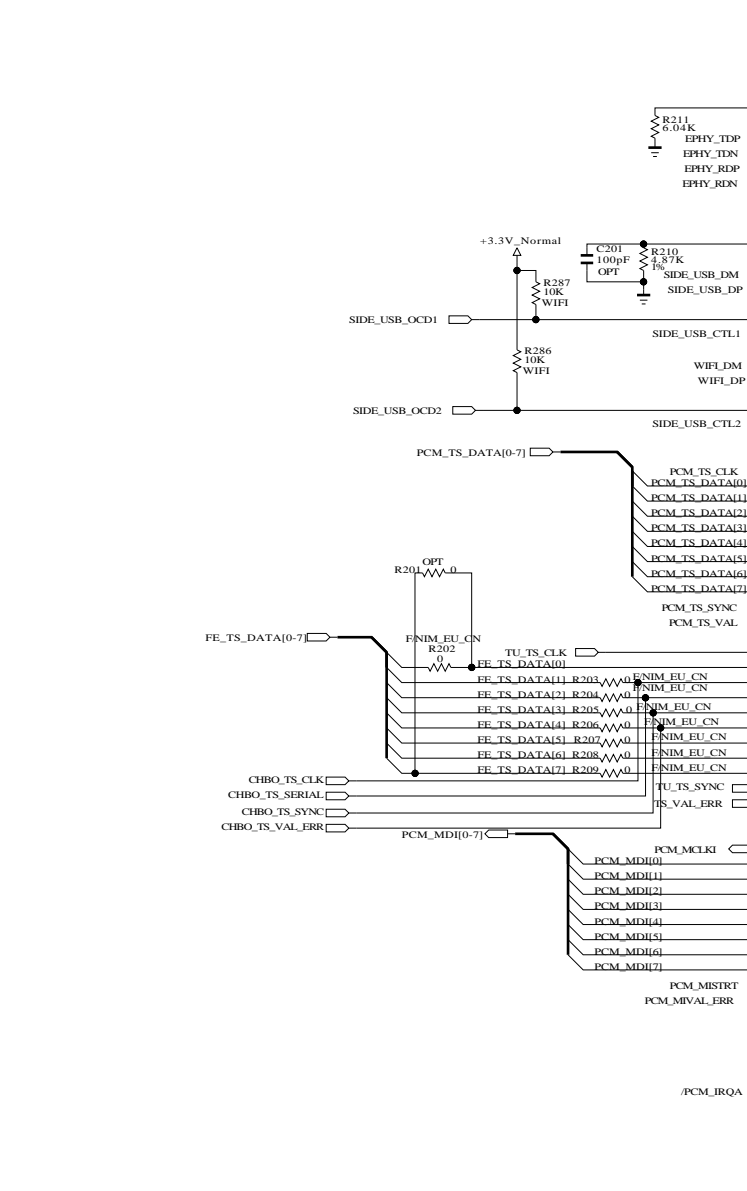 R211
6.04K
EPHY_TDP
EPHY_TDN
EPHY_RDP
EPHY_RDN
+3.3V_Normal
C201
100pF
OPT
R210
4.87K
1%
SIDE_USB_DM
SIDE_USB_DP
R287
10K
WIFI
SIDE_USB_OCD1
SIDE_USB_CTL1
R286
10K
WIFI
WIFI_DM
WIFI_DP
SIDE_USB_OCD2
SIDE_USB_CTL2
PCM_TS_DATA[0-7]
PCM_TS_CLK
PCM_TS_DATA[0]
PCM_TS_DATA[1]
PCM_TS_DATA[2]
PCM_TS_DATA[3]
PCM_TS_DATA[4]
PCM_TS_DATA[5]
PCM_TS_DATA[6]
PCM_TS_DATA[7]
PCM_TS_SYNC
PCM_TS_VAL
OPT
R201 0
FE_TS_DATA[0-7]
F/NIM_EU_CN
R202
0
TU_TS_CLK
FE_TS_DATA[0]
FE_TS_DATA[1] R203 0 F/NIM_EU_CN
FE_TS_DATA[2] R204 0 F/NIM_EU_CN
FE_TS_DATA[3] R205 0 F/NIM_EU_CN
FE_TS_DATA[4] R206 0 F/NIM_EU_CN
FE_TS_DATA[5] R207 0 F/NIM_EU_CN
FE_TS_DATA[6] R208 0 F/NIM_EU_CN
FE_TS_DATA[7] R209 0 F/NIM_EU_CN
CHBO_TS_CLK
CHBO_TS_SERIAL
CHBO_TS_SYNC
CHBO_TS_VAL_ERR
TU_TS_SYNC
TS_VAL_ERR
PCM_MDI[0-7]
PCM_MCLKI
PCM_MDI[0]
PCM_MDI[1]
PCM_MDI[2]
PCM_MDI[3]
PCM_MDI[4]
PCM_MDI[5]
PCM_MDI[6]
PCM_MDI[7]
PCM_MISTRT
PCM_MIVAL_ERR
/PCM_IRQA